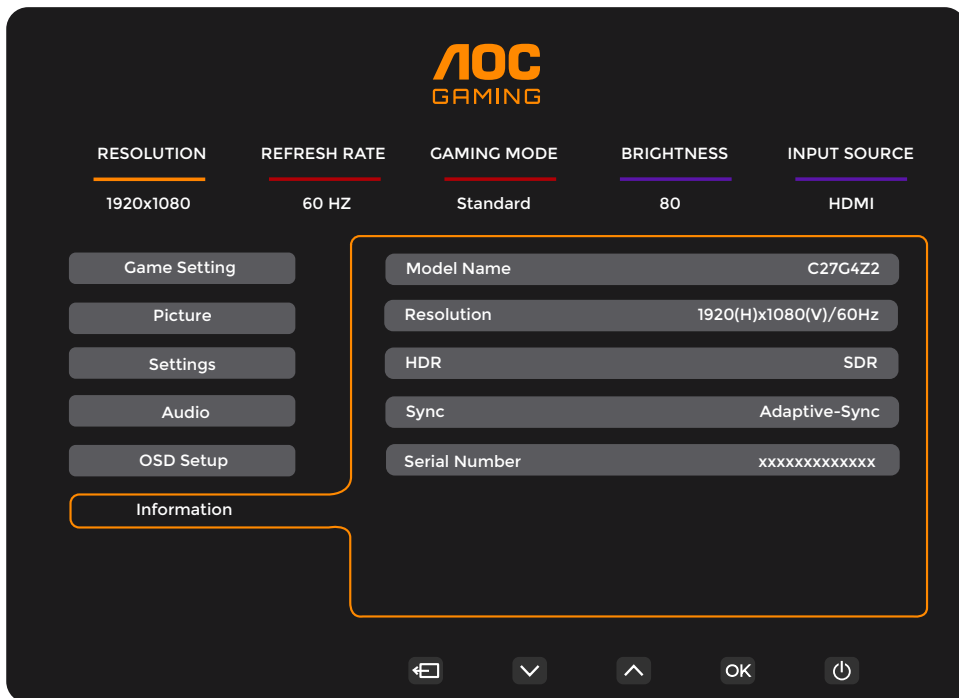 AOC
GAMING
RESOLUTION REFRESH RATE GAMING MODE BRIGHTNESS INPUT SOURCE
1920x1080 60 HZ Standard 80 HDMI
Game Setting Model Name C27G4Z2
Picture Resolution 1920(H)x1080(V)/60Hz
Settings HDR SDR
Audio Sync Adaptive-Sync
OSD Setup Serial Number xxxxxxxxxxxxx
Information
OK